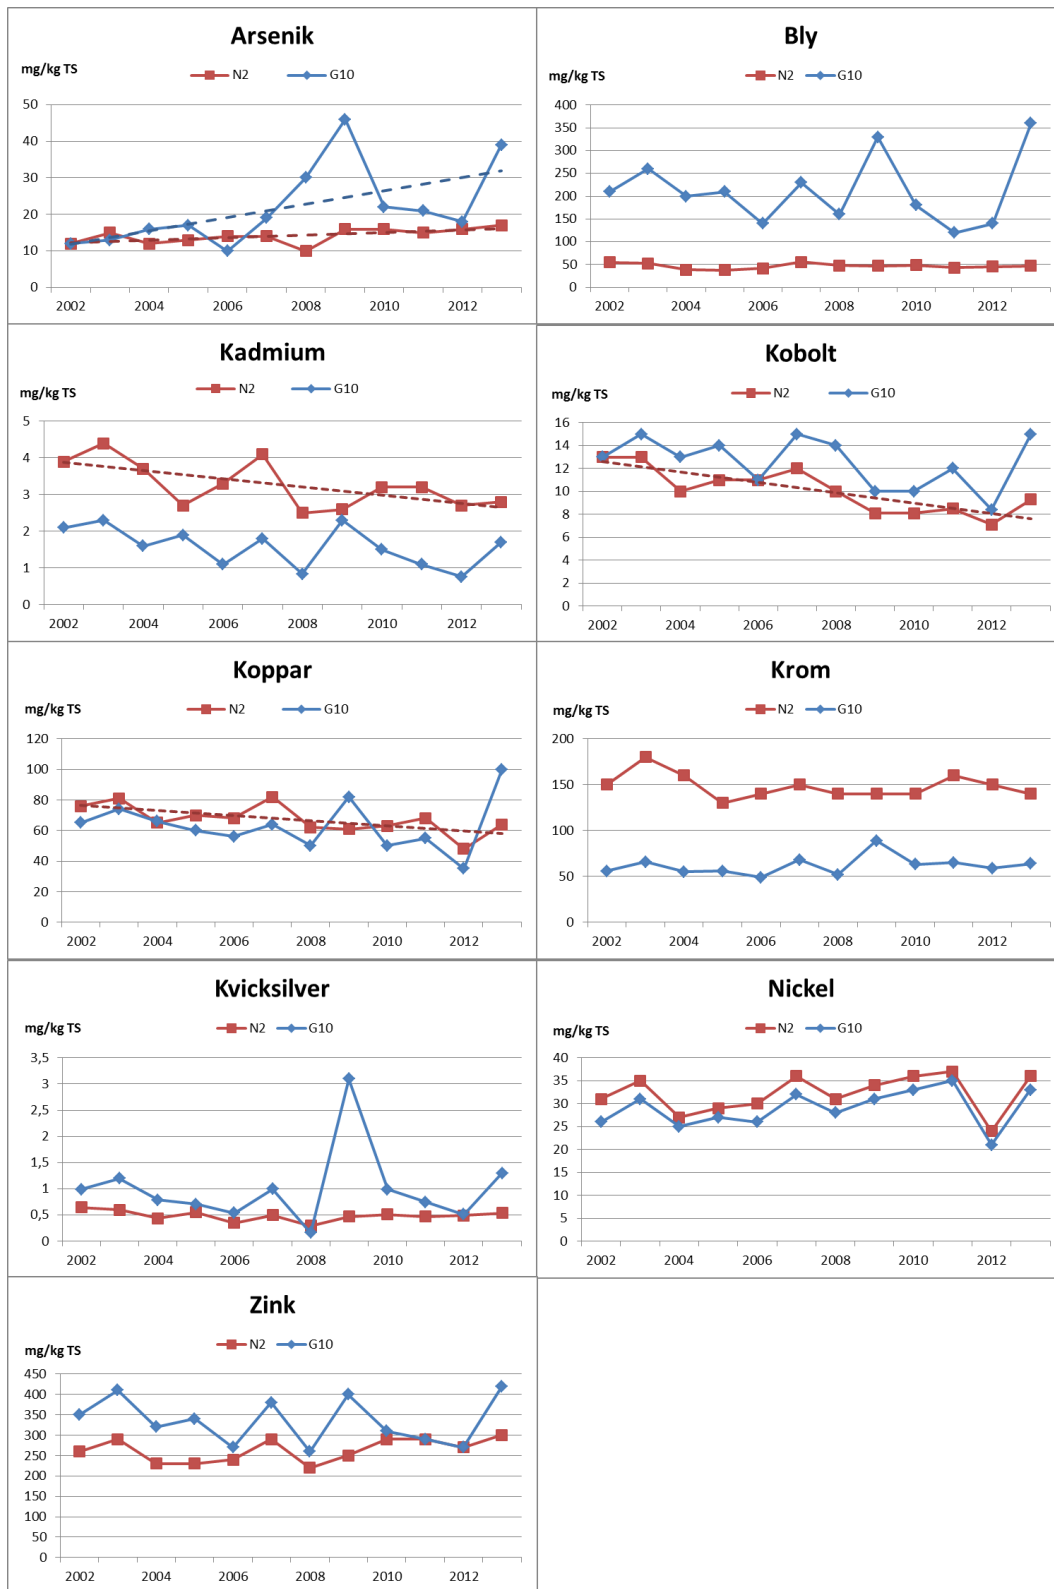 Arsenik
mg/kg TS
N2 G10
50
40
30
20
10
0
2002 2004 2006 2008 2010 2012
Bly
mg/kg TS
N2 G10
400
350
300
250
200
150
100
50
0
2002 2004 2006 2008 2010 2012
Kadmium
mg/kg TS
N2 G10
5
4
3
2
1
0
2002 2004 2006 2008 2010 2012
Kobolt
mg/kg TS
N2 G10
16
14
12
10
8
6
4
2
0
2002 2004 2006 2008 2010 2012
Koppar
mg/kg TS
N2 G10
120
100
80
60
40
20
0
2002 2004 2006 2008 2010 2012
Krom
mg/kg TS
N2 G10
200
150
100
50
0
2002 2004 2006 2008 2010 2012
Kvicksilver
mg/kg TS
N2 G10
3,5
3
2,5
2
1,5
1
0,5
0
2002 2004 2006 2008 2010 2012
Nickel
mg/kg TS
N2 G10
40
35
30
25
20
15
10
5
0
2002 2004 2006 2008 2010 2012
Zink
mg/kg TS
N2 G10
450
400
350
300
250
200
150
100
50
0
2002 2004 2006 2008 2010 2012